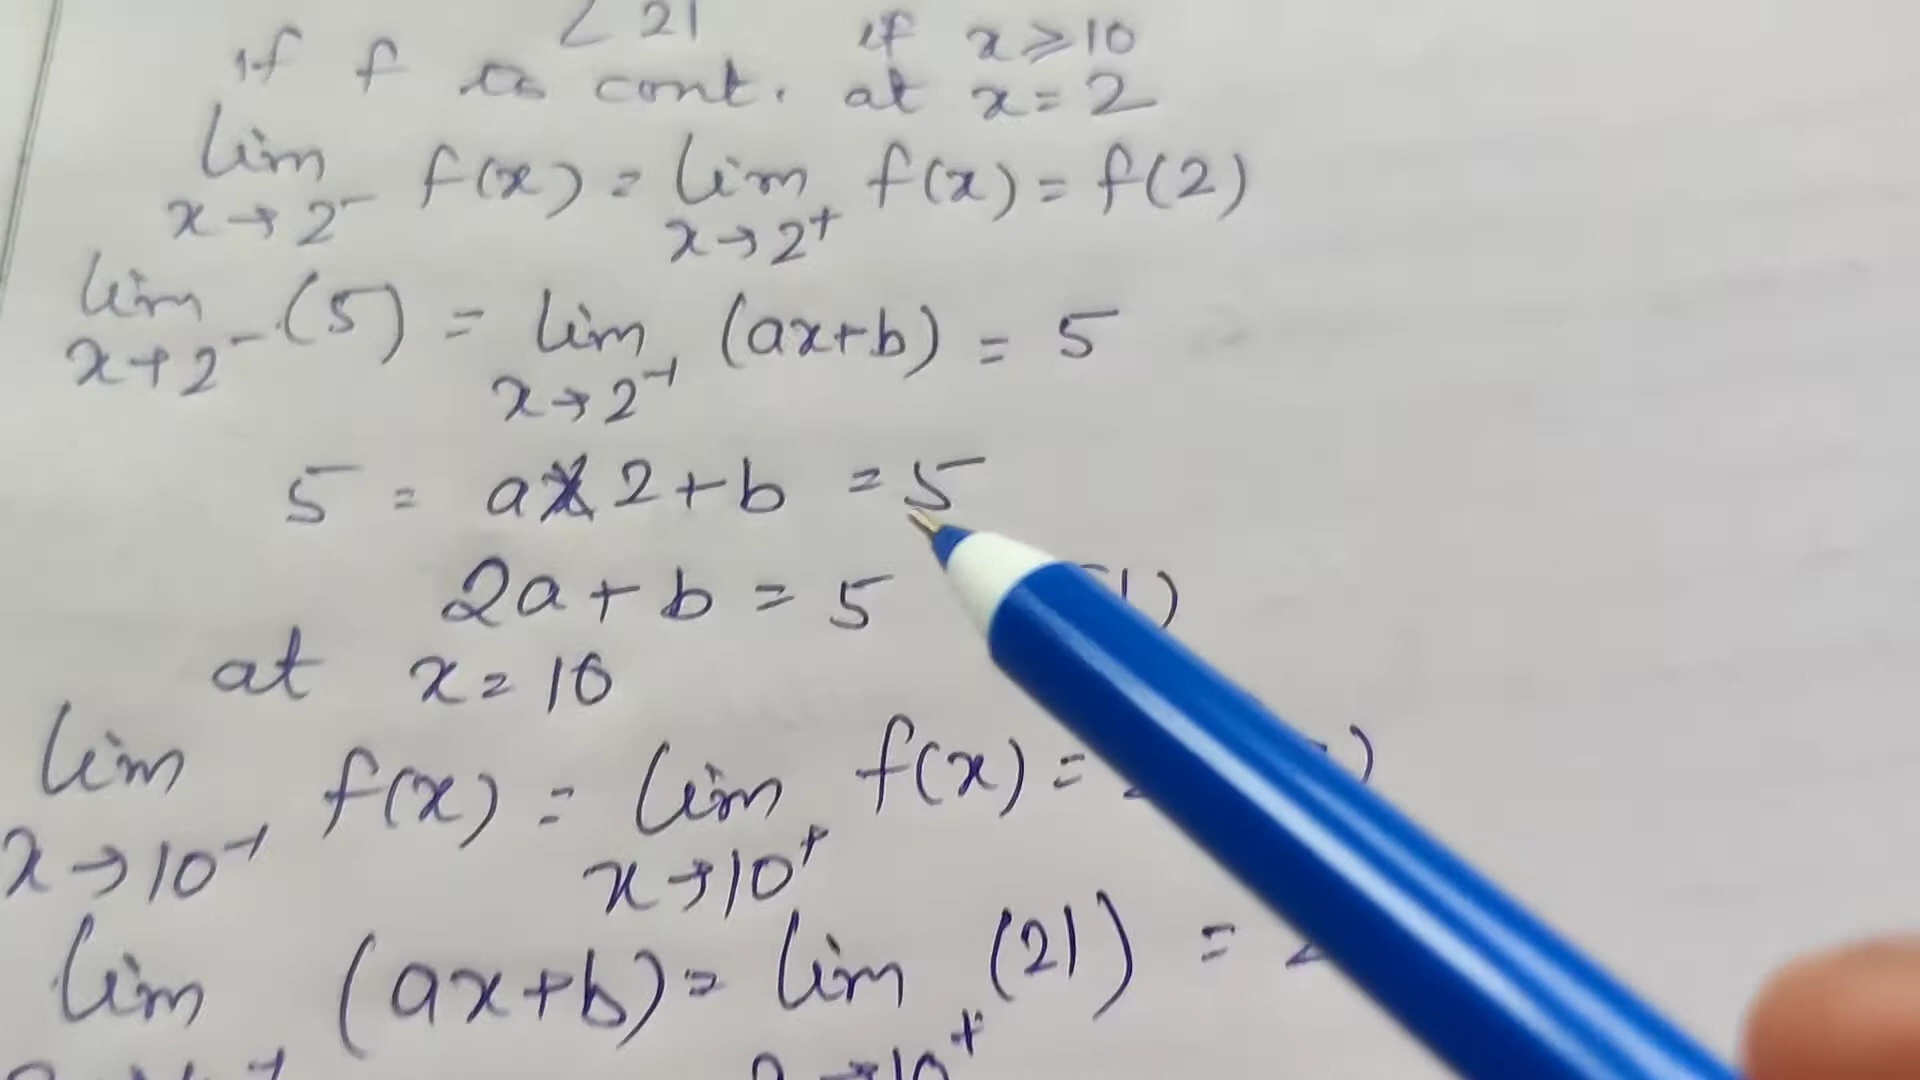 ∠ 21 if x ≥ 10
if f is cont. at x = 2
lim f(x) = lim f(x) = f(2)
x → 2⁻ x → 2⁺
lim (5) = lim (ax+b) = 5
x → 2⁻ x → 2⁺
5 = a x 2 + b = 5
2a + b = 5 1)
at x = 10
lim f(x) = lim f(x) = )
x → 10⁻ x → 10⁺
lim (ax+b) = lim (21) =
10⁺